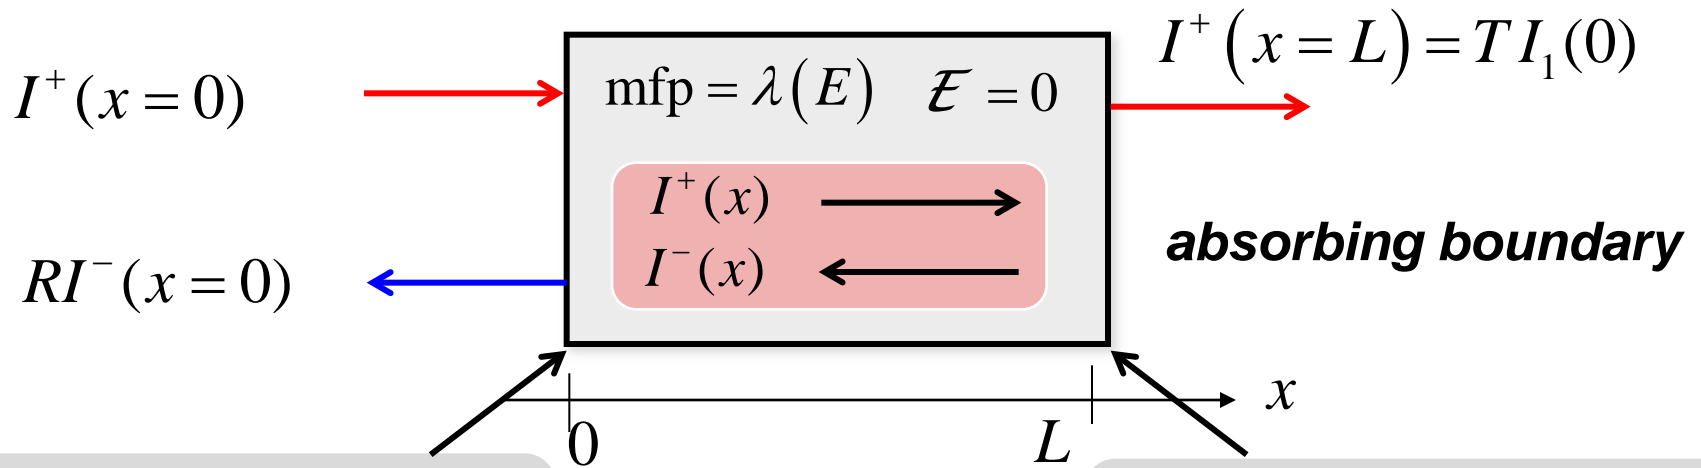 I⁺(x = 0)
mfp = λ(E) ℰ = 0
I⁺(x = L) = T I₁(0)
I⁺(x)
I⁻(x)
RI⁻(x = 0)
absorbing boundary
0
L
x